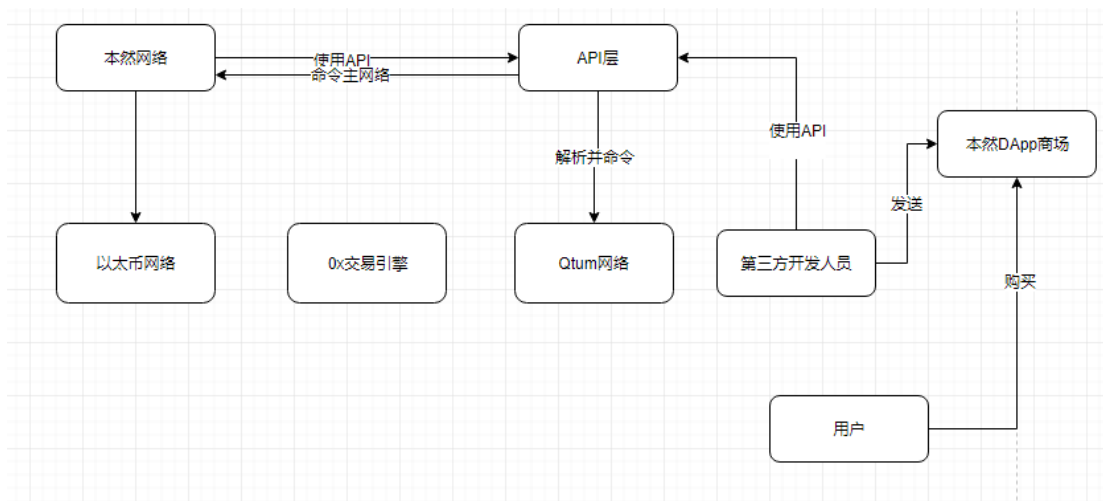 本然网络
使用API
命令主网络
API层
使用API
本然DApp商场
解析并命令
发送
以太币网络
0x交易引擎
Qtum网络
第三方开发人员
购买
用户